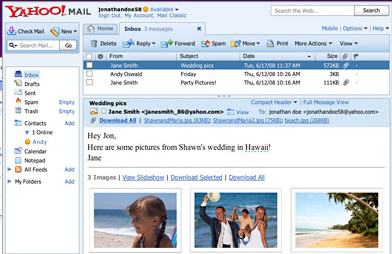 YAHOO! MAIL
jonathandoe58 Available
Sign Out, My Account, Mail Classic
Search the Web... Search
Check Mail New
Search Mail... Go
Home Inbox 3 messages
Mobile | Options | Help
Delete Reply Forward Spam Move Print More Actions View
From Subject Date Size
Jane Smith Wedding pics Tue, 6/17/08 11:37 AM 572KB
Andy Oswald Friday Tue, 6/17/08 10:26 AM 3KB
Jane Smith Party Pictures! Tue, 6/17/08 10:26 AM 111KB
Inbox
Drafts
Sent
Spam Empty
Trash Empty
Contacts Add
1 Online
Andy
Calendar
Notepad
All Feeds Add
My Folders Add
Wedding pics Compact Header | Full Message View
Jane Smith <janesmith_86@yahoo.com> View To: jonathan doe <jonathandoe58@yahoo.com>
Download All ShawnandMaria.jpg (83KB); ShawnandMaria2.jpg (75KB); beach.jpg (268KB)
Hey Jon,
Here are some pictures from Shawn's wedding in Hawaii!
Jane
3 Images | View Slideshow | Download Selected | Download All